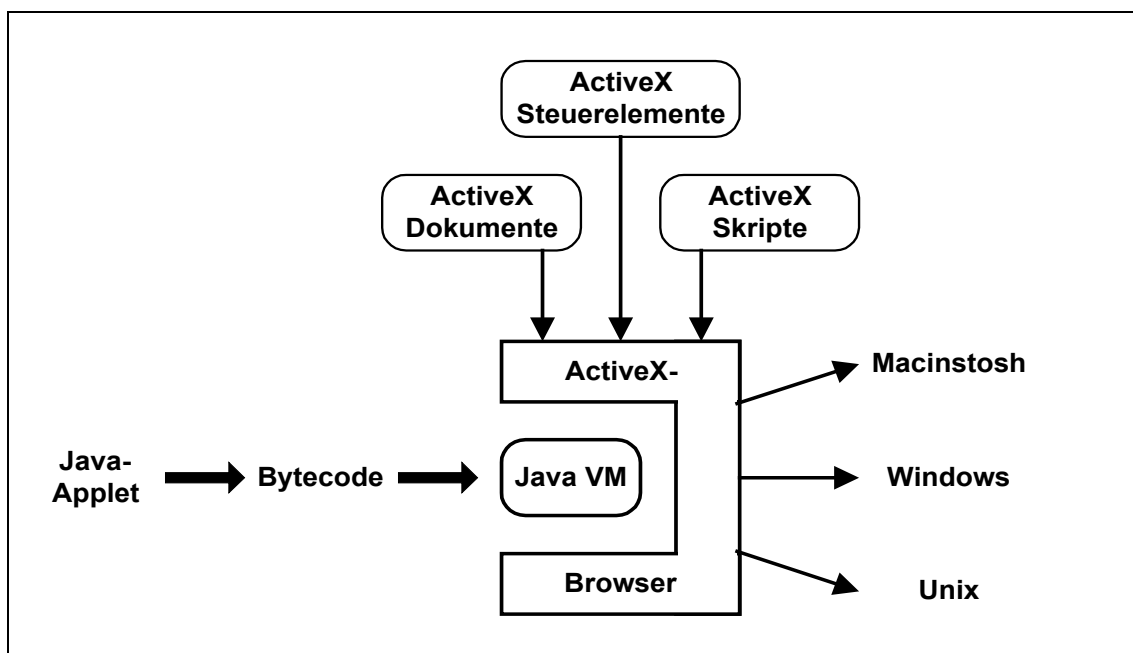 ActiveX
Steuerelemente
ActiveX
Dokumente
ActiveX
Skripte
ActiveX-
Macinstosh
Java-
Applet
Bytecode
Java VM
Windows
Browser
Unix